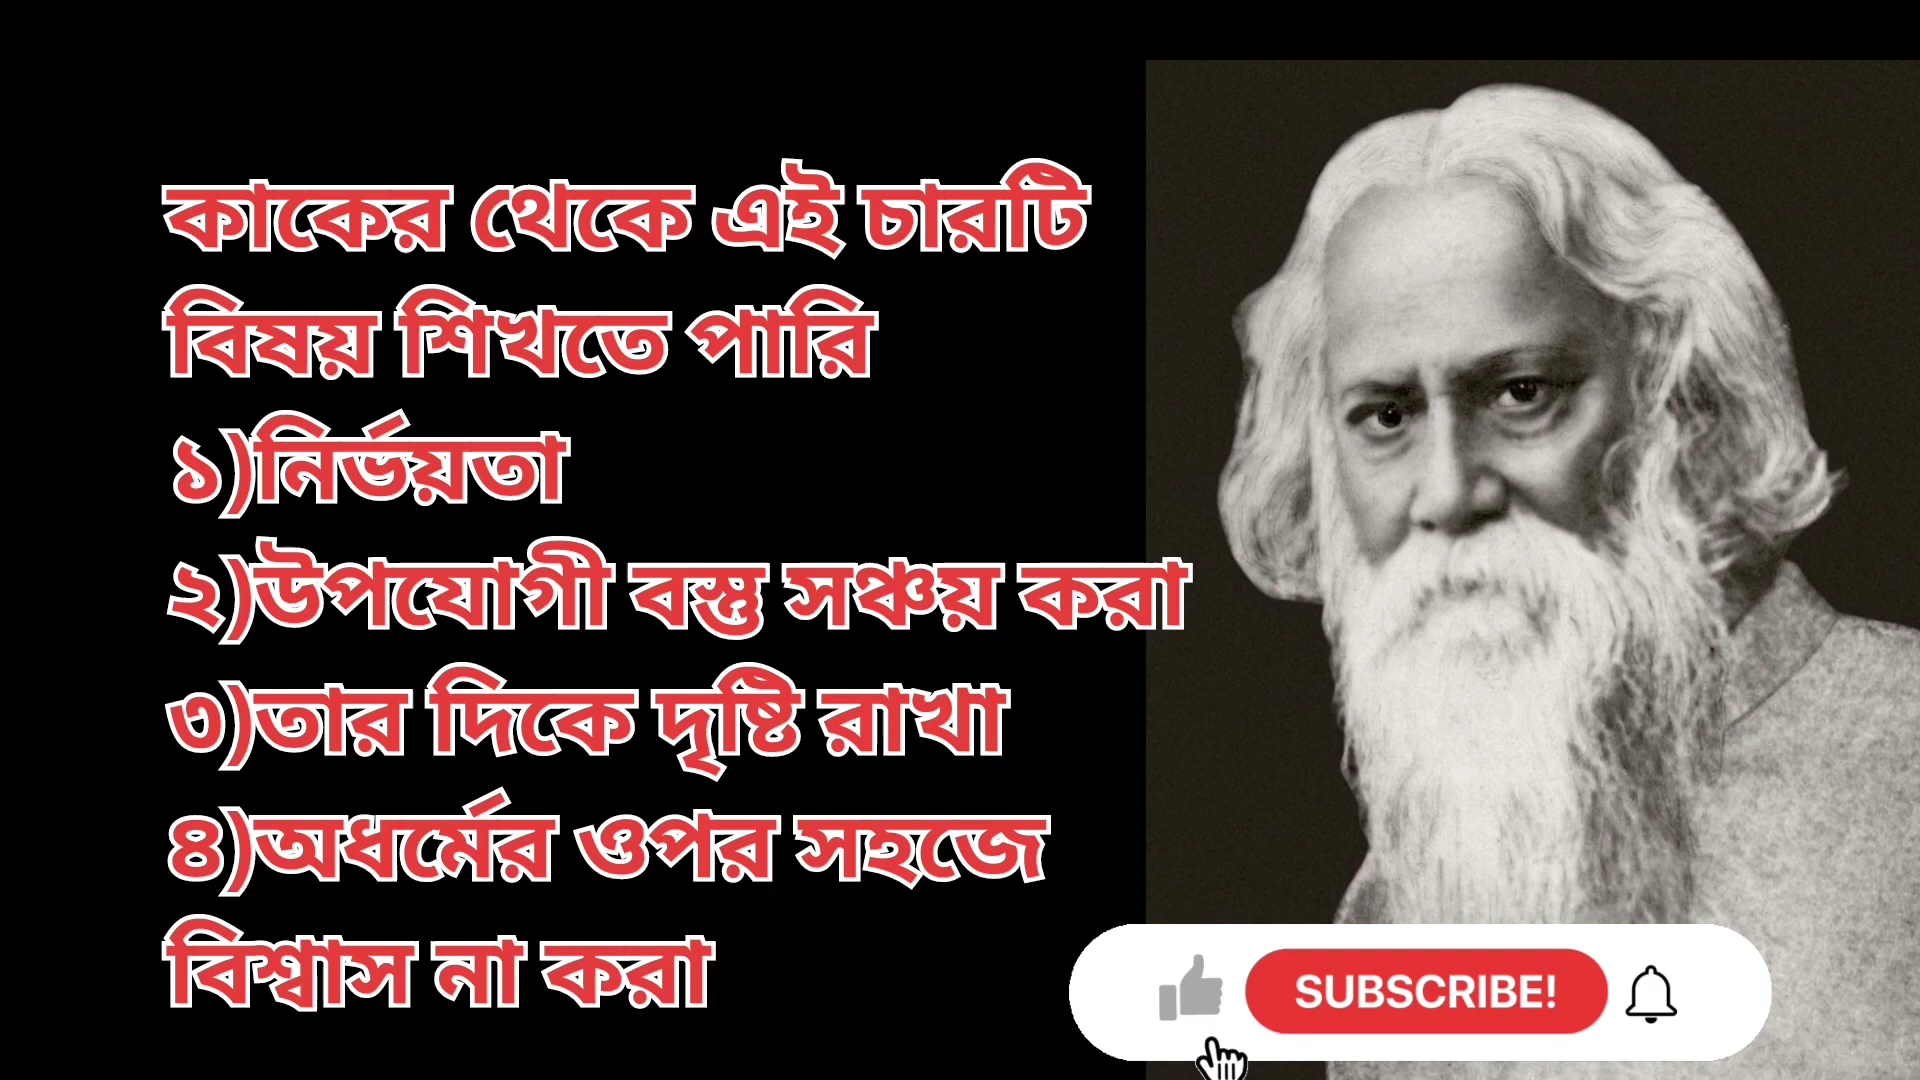 কাকের থেকে এই চারটি
বিষয় শিখতে পারি
১)নির্ভয়তা
২)উপযোগী বস্তু সঞ্চয় করা
৩)তার দিকে দৃষ্টি রাখা
৪)অধর্মের ওপর সহজে
বিশ্বাস না করা
SUBSCRIBE!